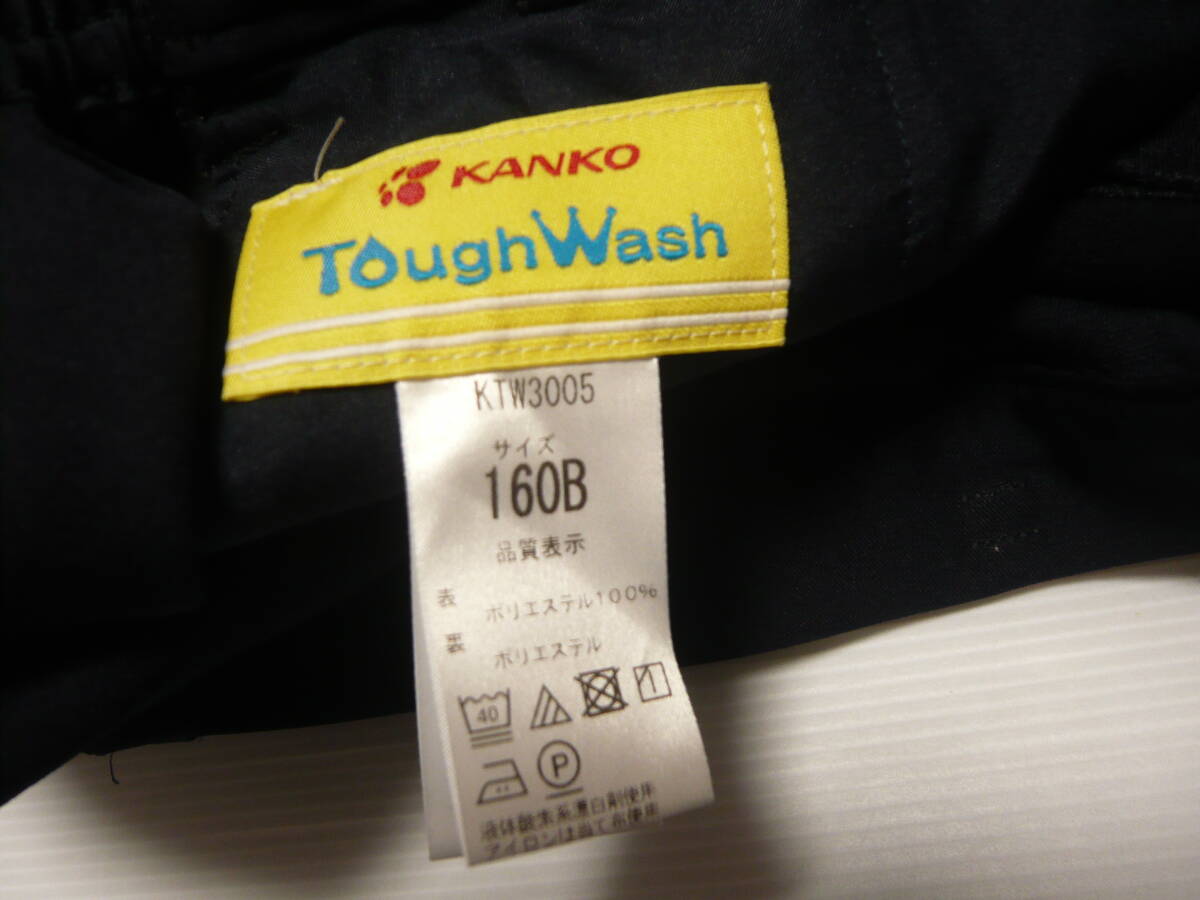 KANKO
ToughWash
KTW3005
サイズ
160B
品質表示
表 ポリエステル100%
裏 ポリエステル
40
P
液体酸素系漂白剤使用
アイロンは当て布使用